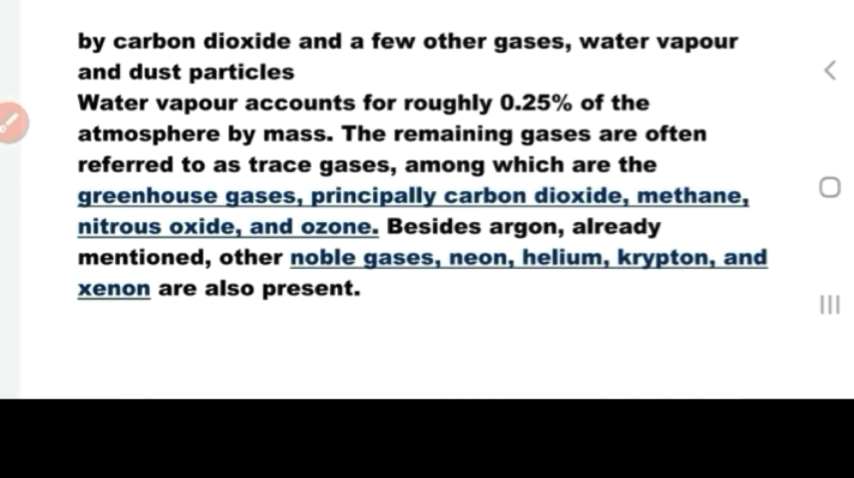 by carbon dioxide and a few other gases, water vapour
and dust particles
Water vapour accounts for roughly 0.25% of the
atmosphere by mass. The remaining gases are often
referred to as trace gases, among which are the
greenhouse gases, principally carbon dioxide, methane,
nitrous oxide, and ozone. Besides argon, already
mentioned, other noble gases, neon, helium, krypton, and
xenon are also present.